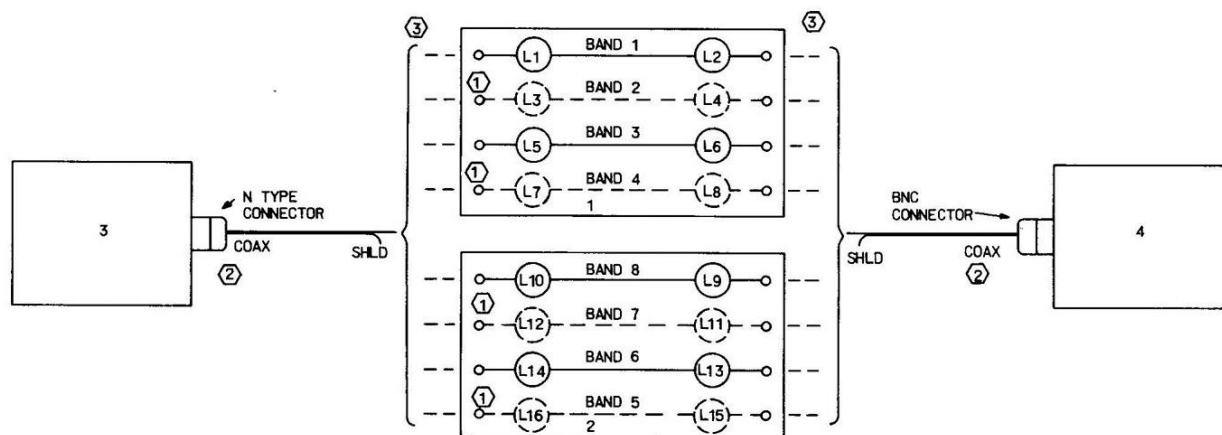 3
3
BAND 1
L1
L2
1
BAND 2
L3
L4
BAND 3
L5
L6
1
BAND 4
L7
L8
1
3
N TYPE
CONNECTOR
COAX
2
SHLD
BNC
CONNECTOR
SHLD
COAX
2
4
BAND 8
L10
L9
1
BAND 7
L12
L11
BAND 6
L14
L13
1
BAND 5
L16
L15
2